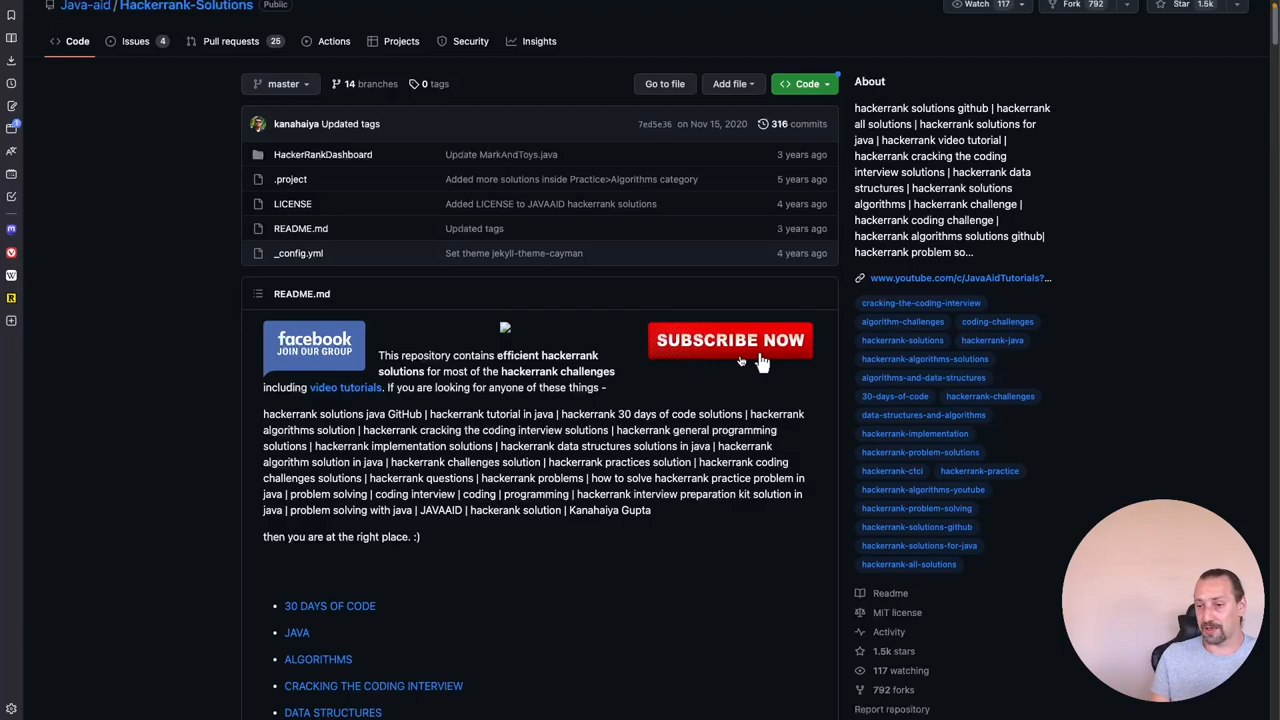 Java-aid / Hackerrank-Solutions Public
Watch 117 Fork 792 Star 1.5k
Code Issues 4 Pull requests 25 Actions Projects Security Insights
master 14 branches 0 tags Go to file Add file Code
kanahaiya Updated tags 7ed5e36 on Nov 15, 2020 316 commits
HackerRankDashboard Update MarkAndToys.java 3 years ago
.project Added more solutions inside Practice>Algorithms category 5 years ago
LICENSE Added LICENSE to JAVAAID hackerrank solutions 4 years ago
README.md Updated tags 3 years ago
_config.yml Set theme jekyll-theme-cayman 4 years ago
README.md
facebook
JOIN OUR GROUP
SUBSCRIBE NOW
This repository contains efficient hackerrank
solutions for most of the hackerrank challenges
including video tutorials. If you are looking for anyone of these things -
hackerrank solutions java GitHub | hackerrank tutorial in java | hackerrank 30 days of code solutions | hackerrank
algorithms solution | hackerrank cracking the coding interview solutions | hackerrank general programming
solutions | hackerrank implementation solutions | hackerrank data structures solutions in java | hackerrank
algorithm solution in java | hackerrank challenges solution | hackerrank practices solution | hackerrank coding
challenges solutions | hackerrank questions | hackerrank problems | how to solve hackerrank practice problem in
java | problem solving | coding interview | coding | programming | hackerrank interview preparation kit solution in
java | problem solving with java | JAVAAID | hackerank solution | Kanahaiya Gupta
then you are at the right place. :)
30 DAYS OF CODE
JAVA
ALGORITHMS
CRACKING THE CODING INTERVIEW
DATA STRUCTURES
About
hackerrank solutions github | hackerrank
all solutions | hackerrank solutions for
java | hackerrank video tutorial |
hackerrank cracking the coding
interview solutions | hackerrank data
structures | hackerrank solutions
algorithms | hackerrank challenge |
hackerrank coding challenge |
hackerrank algorithms solutions github|
hackerrank problem so...
www.youtube.com/c/JavaAidTutorials?...
cracking-the-coding-interview
algorithm-challenges coding-challenges
hackerrank-solutions hackerrank-java
hackerrank-algorithms-solutions
algorithms-and-data-structures
30-days-of-code hackerrank-challenges
data-structures-and-algorithms
hackerrank-implementation
hackerrank-problem-solutions
hackerrank-ctci hackerrank-practice
hackerrank-algorithms-youtube
hackerrank-problem-solving
hackerrank-solutions-github
hackerrank-solutions-for-java
hackerrank-all-solutions
Readme
MIT license
Activity
1.5k stars
117 watching
792 forks
Report repository